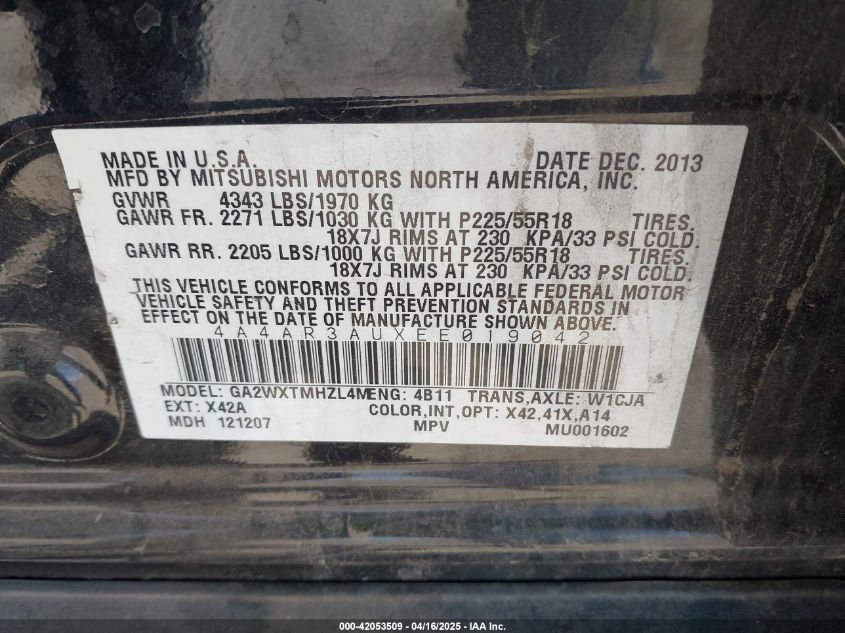 MADE IN U.S.A. DATE DEC. 2013
MFD BY MITSUBISHI MOTORS NORTH AMERICA, INC.
GVWR 4343 LBS/1970 KG
GAWR FR. 2271 LBS/1030 KG WITH P225/55R18 TIRES.
18X7J RIMS AT 230 KPA/33 PSI COLD.
GAWR RR. 2205 LBS/1000 KG WITH P225/55R18 TIRES.
18X7J RIMS AT 230 KPA/33 PSI COLD.
THIS VEHICLE CONFORMS TO ALL APPLICABLE FEDERAL MOTOR
VEHICLE SAFETY AND THEFT PREVENTION STANDARDS IN
EFFECT ON THE DATE OF MANUFACTURE SHOWN ABOVE.
4A4AR3AUXEE019042
MODEL: GA2WXTMHZL4M ENG: 4B11 TRANS,AXLE: W1CJA
EXT: X42A COLOR,INT,OPT: X42,41X,A14
MDH 121207 MPV MU001602
000-42053509 - 04/16/2025 - IAA Inc.